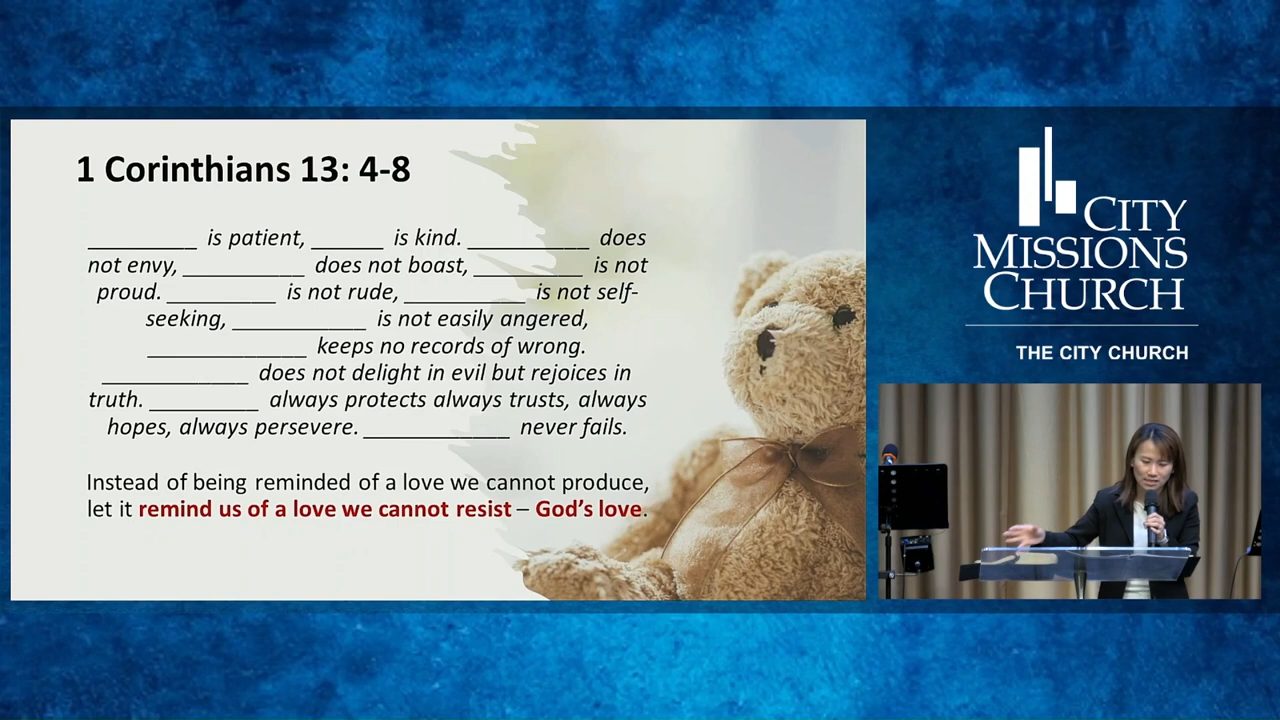 1 Corinthians 13: 4-8
_________ is patient, ______ is kind. __________ does
not envy, __________ does not boast, _________ is not
proud. _________ is not rude, __________ is not self-
seeking, ___________ is not easily angered,
_____________ keeps no records of wrong.
____________ does not delight in evil but rejoices in
truth. _________ always protects always trusts, always
hopes, always persevere. ____________ never fails.
Instead of being reminded of a love we cannot produce,
let it remind us of a love we cannot resist – God's love.
CITY
MISSIONS
CHURCH
THE CITY CHURCH